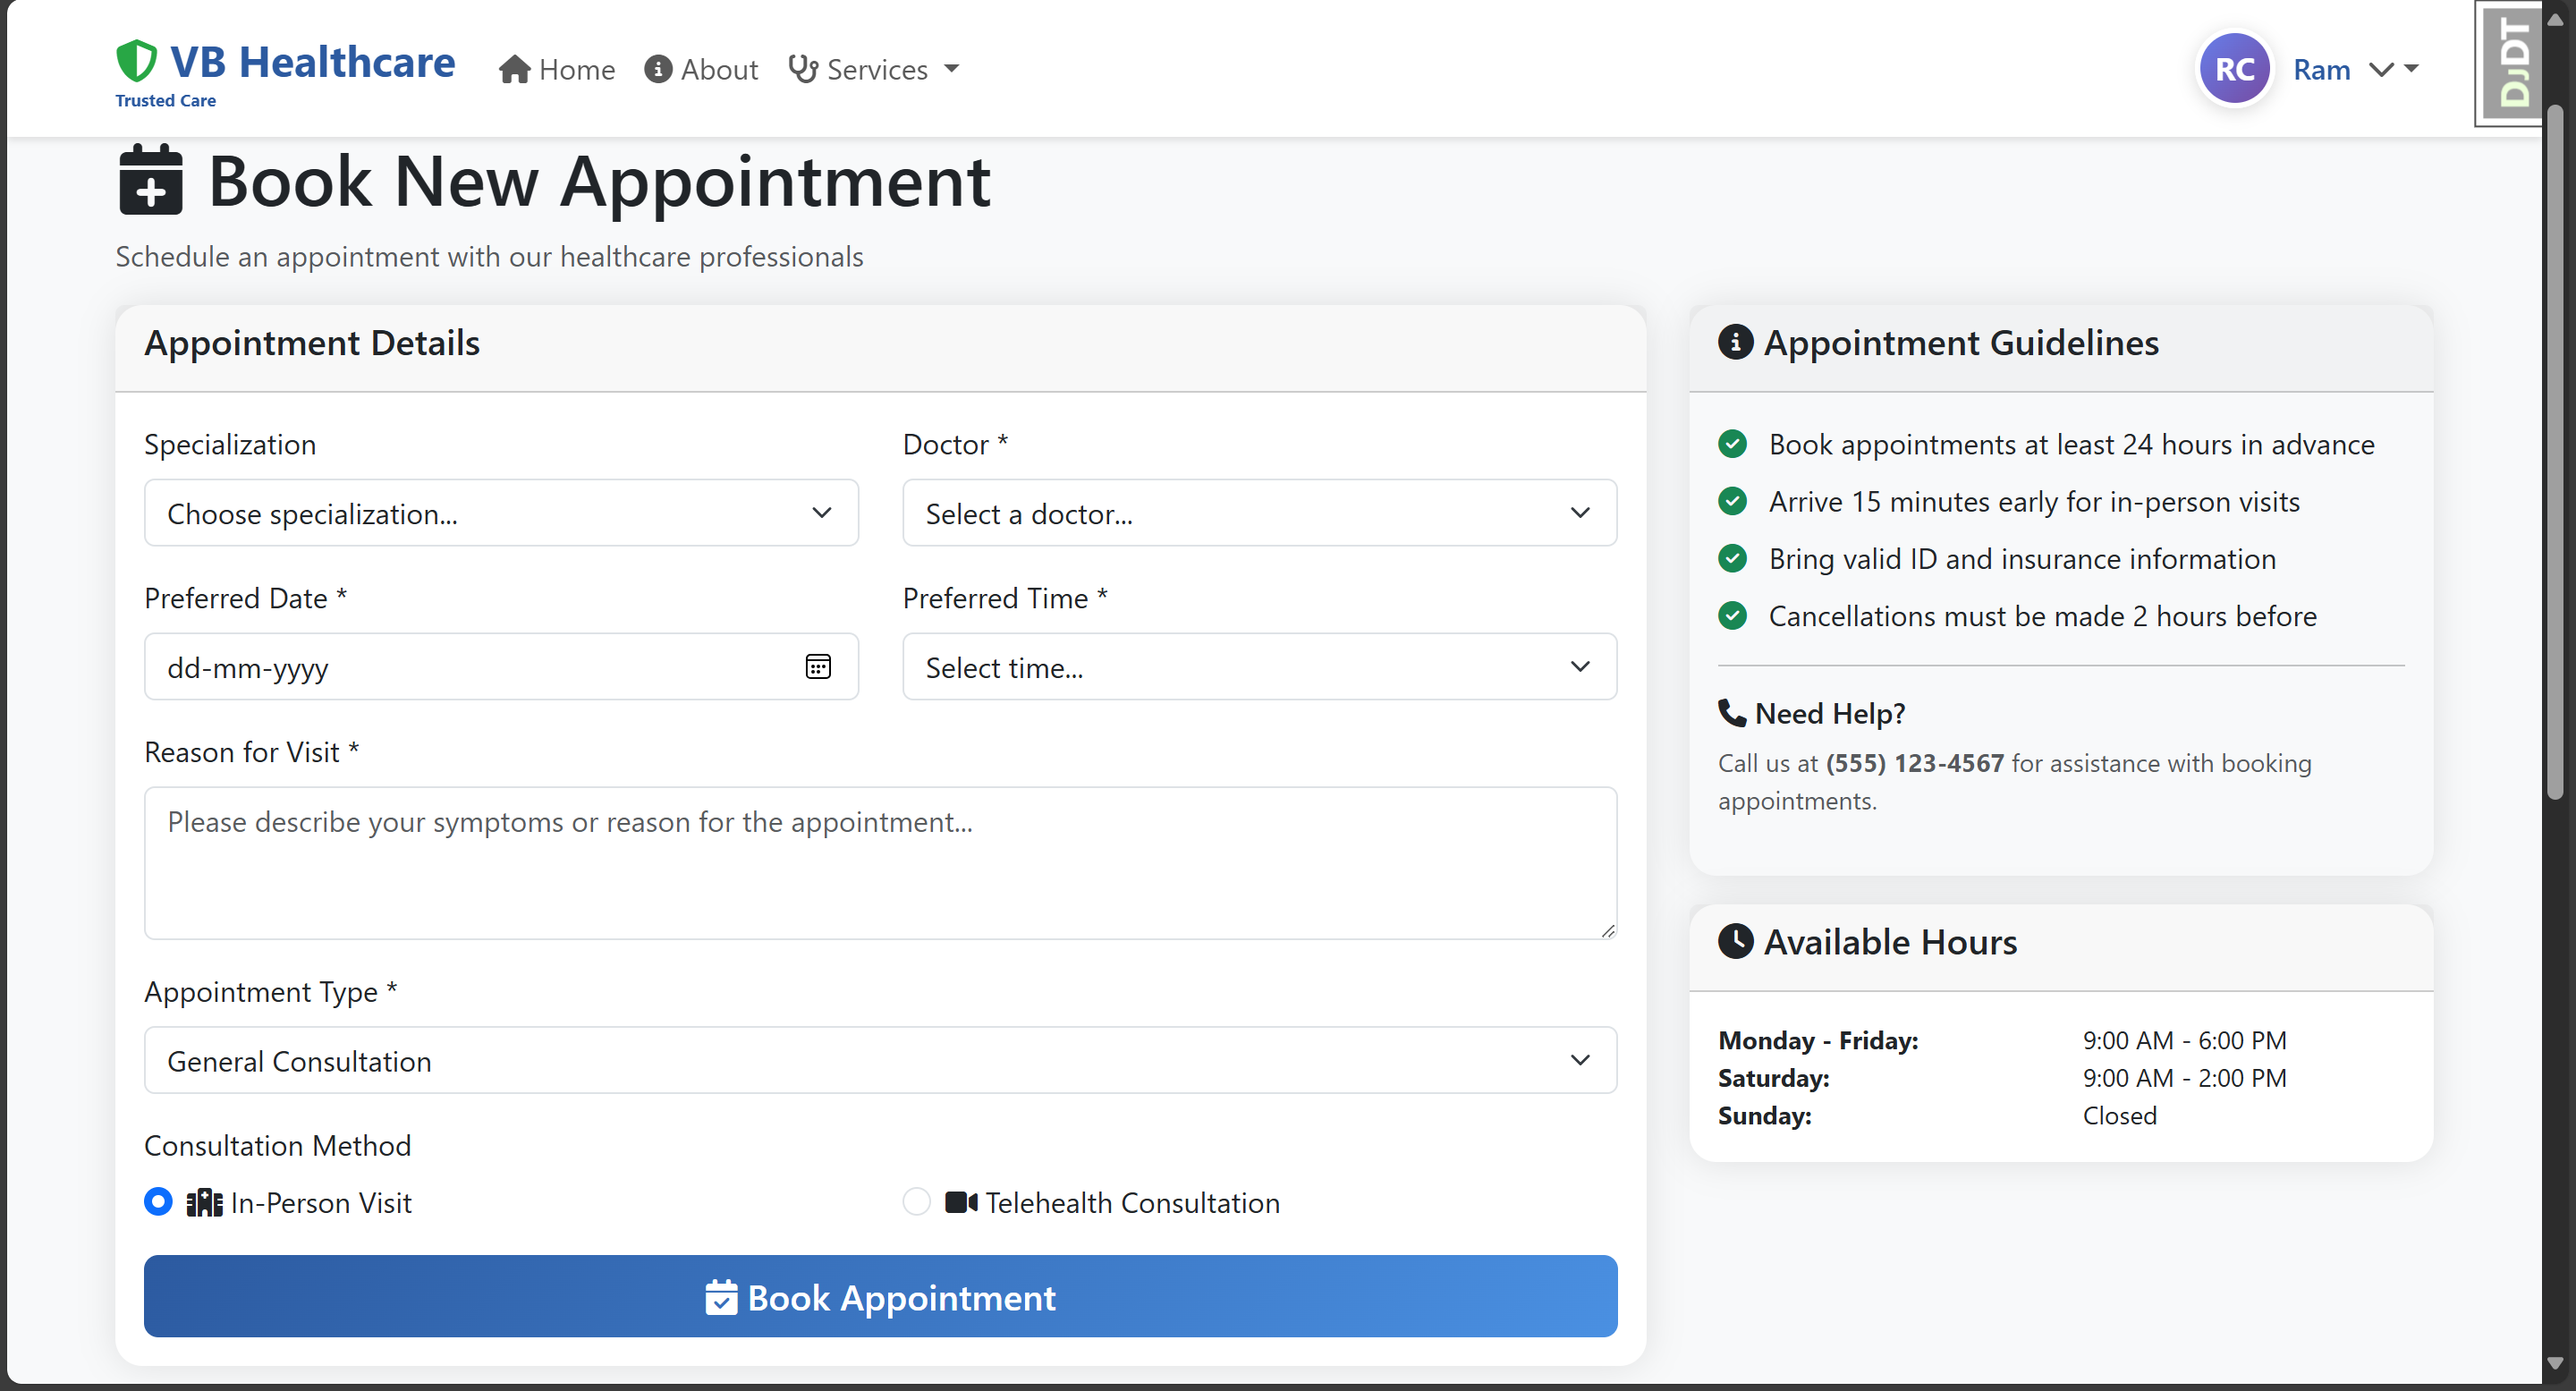 VB Healthcare
Trusted Care
Home
About
Services
RC
Ram
DjDT
Book New Appointment
Schedule an appointment with our healthcare professionals
Appointment Details
Specialization
Choose specialization...
Doctor *
Select a doctor...
Preferred Date *
dd-mm-yyyy
Preferred Time *
Select time...
Reason for Visit *
Please describe your symptoms or reason for the appointment...
Appointment Type *
General Consultation
Consultation Method
In-Person Visit
Telehealth Consultation
Book Appointment
Appointment Guidelines
Book appointments at least 24 hours in advance
Arrive 15 minutes early for in-person visits
Bring valid ID and insurance information
Cancellations must be made 2 hours before
Need Help?
Call us at (555) 123-4567 for assistance with booking
appointments.
Available Hours
Monday - Friday: 9:00 AM - 6:00 PM
Saturday: 9:00 AM - 2:00 PM
Sunday: Closed